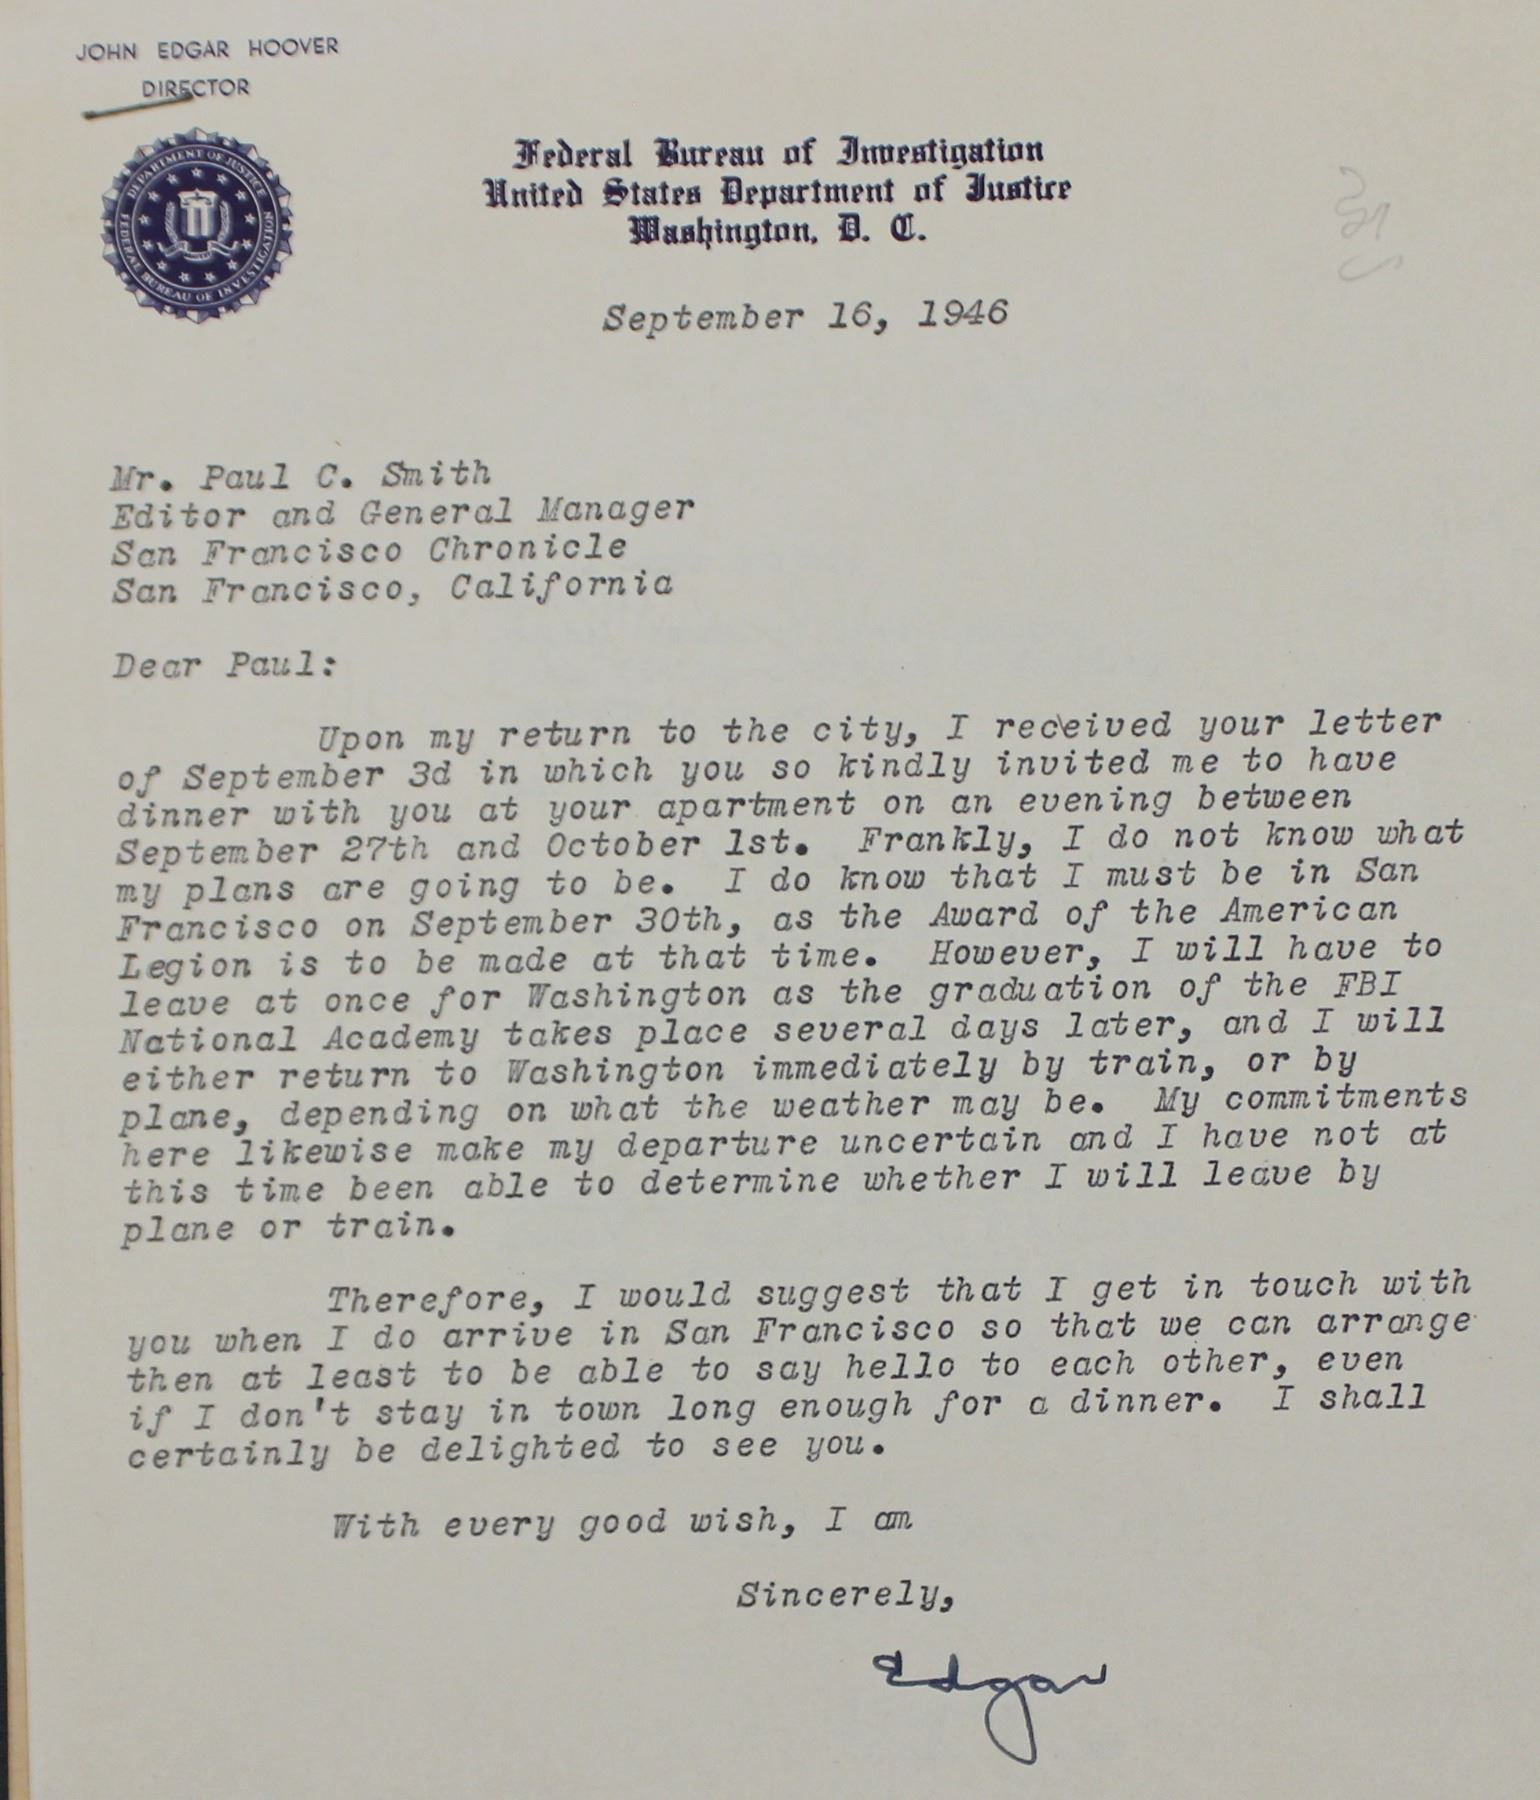 JOHN EDGAR HOOVER
DIRECTOR
DEPARTMENT OF JUSTICE
FEDERAL BUREAU OF INVESTIGATION
Federal Bureau of Investigation
United States Department of Justice
Washington, D. C.
September 16, 1946
Mr. Paul C. Smith
Editor and General Manager
San Francisco Chronicle
San Francisco, California
Dear Paul:
Upon my return to the city, I received your letter
of September 3d in which you so kindly invited me to have
dinner with you at your apartment on an evening between
September 27th and October 1st. Frankly, I do not know what
my plans are going to be. I do know that I must be in San
Francisco on September 30th, as the Award of the American
Legion is to be made at that time. However, I will have to
leave at once for Washington as the graduation of the FBI
National Academy takes place several days later, and I will
either return to Washington immediately by train, or by
plane, depending on what the weather may be. My commitments
here likewise make my departure uncertain and I have not at
this time been able to determine whether I will leave by
plane or train.
Therefore, I would suggest that I get in touch with
you when I do arrive in San Francisco so that we can arrange
then at least to be able to say hello to each other, even
if I don't stay in town long enough for a dinner. I shall
certainly be delighted to see you.
With every good wish, I am
Sincerely,
Edgar